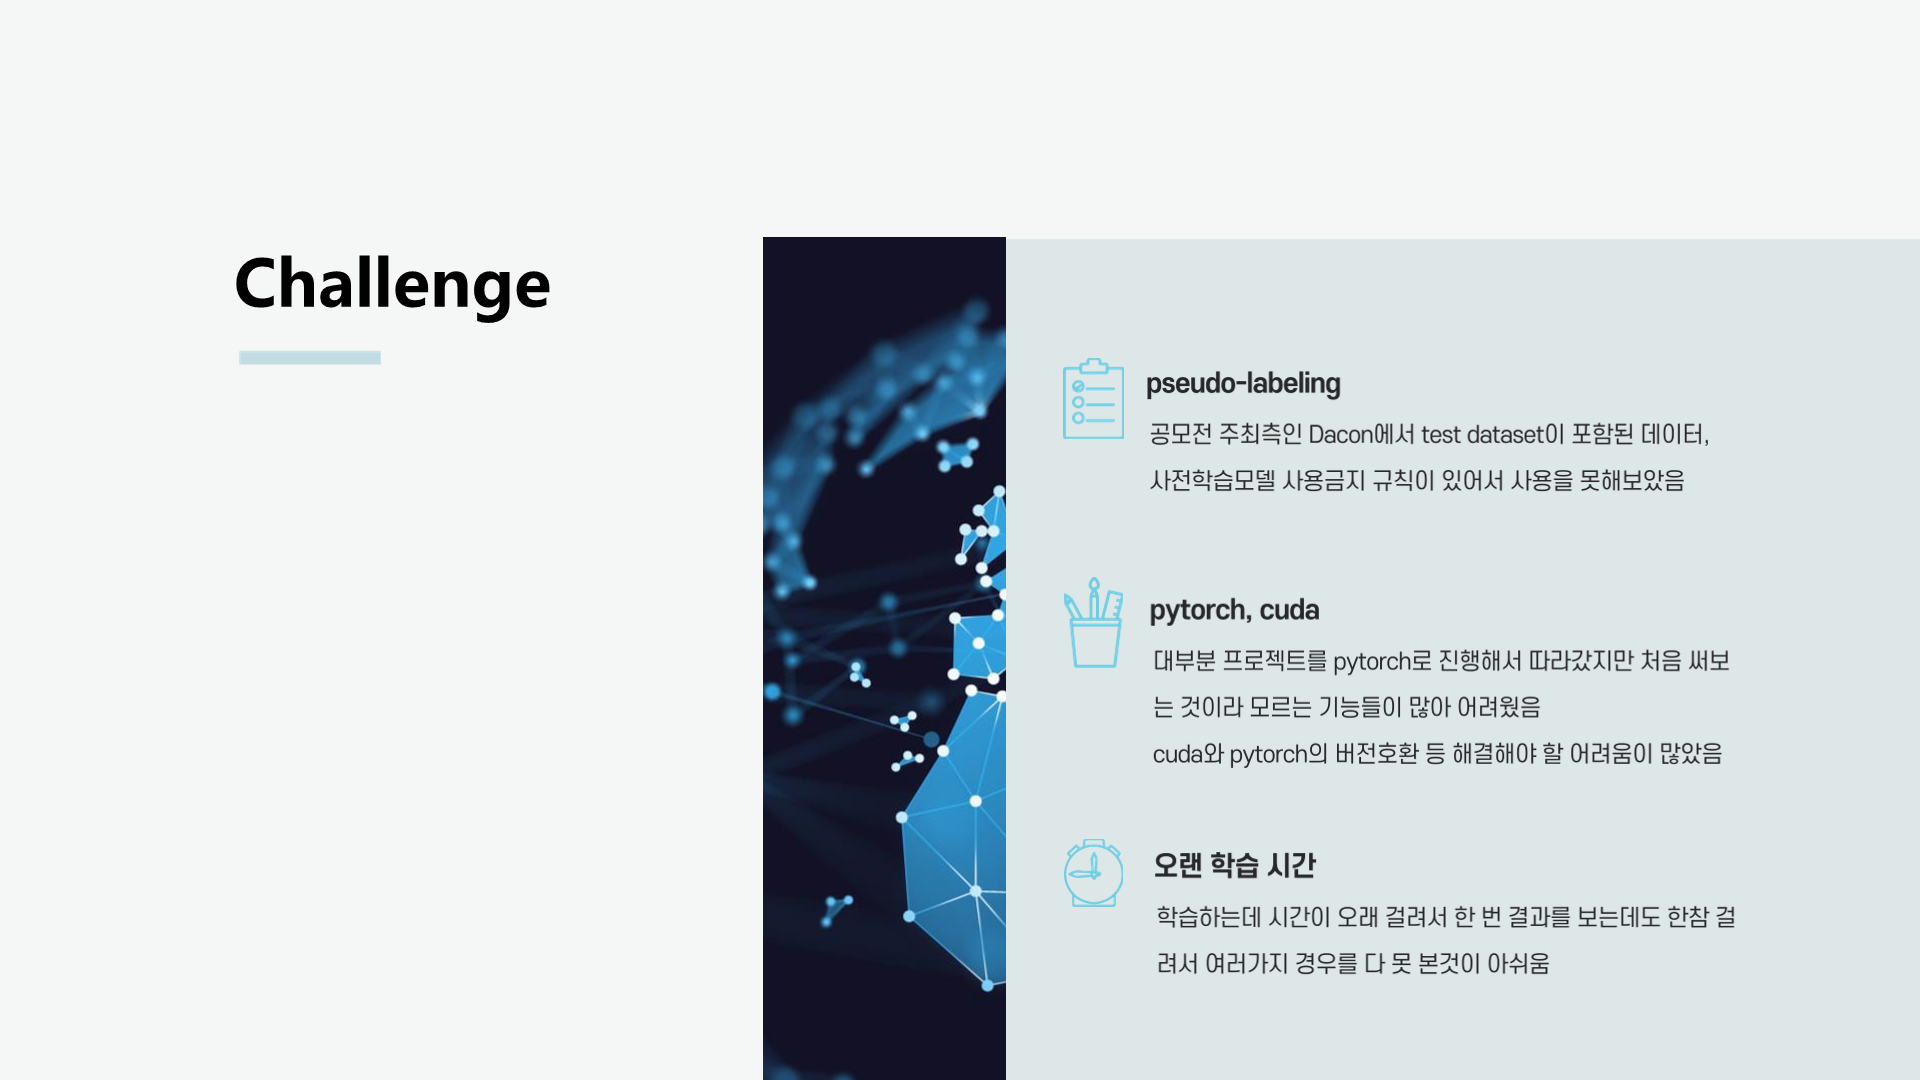 Challenge
pseudo-labeling
공모전 주최측인 Dacon에서 test dataset이 포함된 데이터,
사전학습모델 사용금지 규칙이 있어서 사용을 못해보았음
pytorch, cuda
대부분 프로젝트를 pytorch로 진행해서 따라갔지만 처음 써보
는 것이라 모르는 기능들이 많아 어려웠음
cuda와 pytorch의 버전호환 등 해결해야 할 어려움이 많았음
오랜 학습 시간
학습하는데 시간이 오래 걸려서 한 번 결과를 보는데도 한참 걸
려서 여러가지 경우를 다 못 본것이 아쉬움